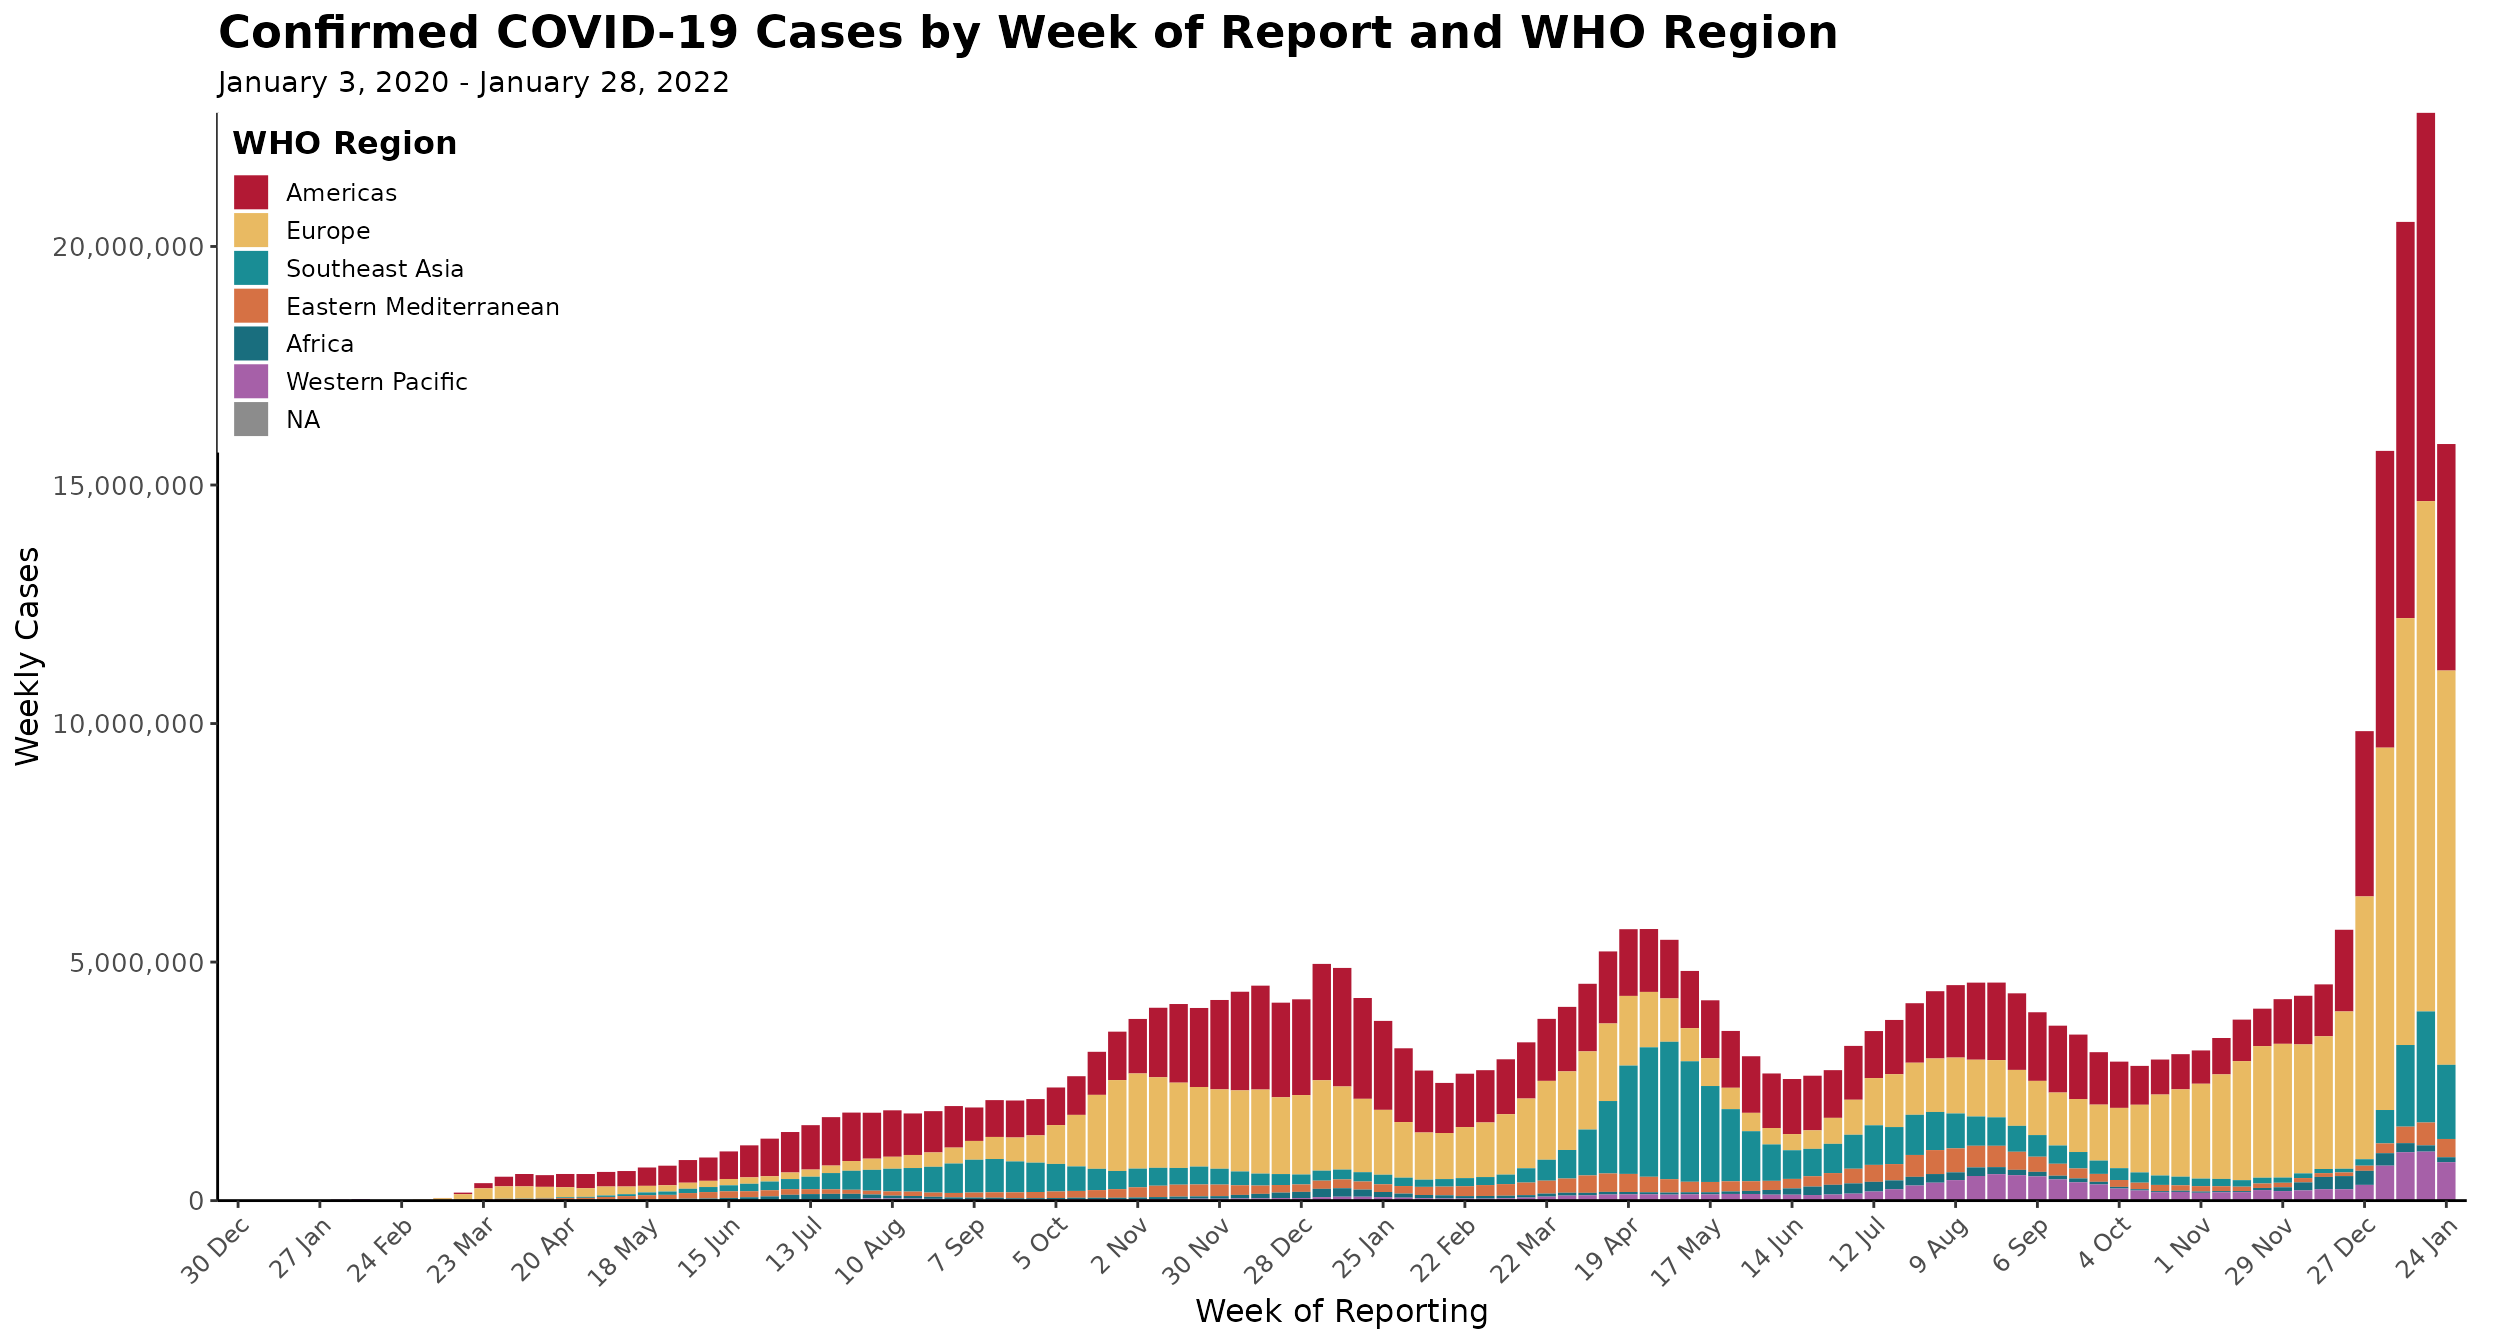 Confirmed COVID-19 Cases by Week of Report and WHO Region
January 3, 2020 - January 28, 2022
WHO Region
Americas
Europe
Southeast Asia
Eastern Mediterranean
Africa
Western Pacific
NA
Weekly Cases
20,000,000
15,000,000
10,000,000
5,000,000
0
30 Dec
27 Jan
24 Feb
23 Mar
20 Apr
18 May
15 Jun
13 Jul
10 Aug
7 Sep
5 Oct
2 Nov
30 Nov
28 Dec
25 Jan
22 Feb
22 Mar
19 Apr
17 May
14 Jun
12 Jul
9 Aug
6 Sep
4 Oct
1 Nov
29 Nov
27 Dec
24 Jan
Week of Reporting